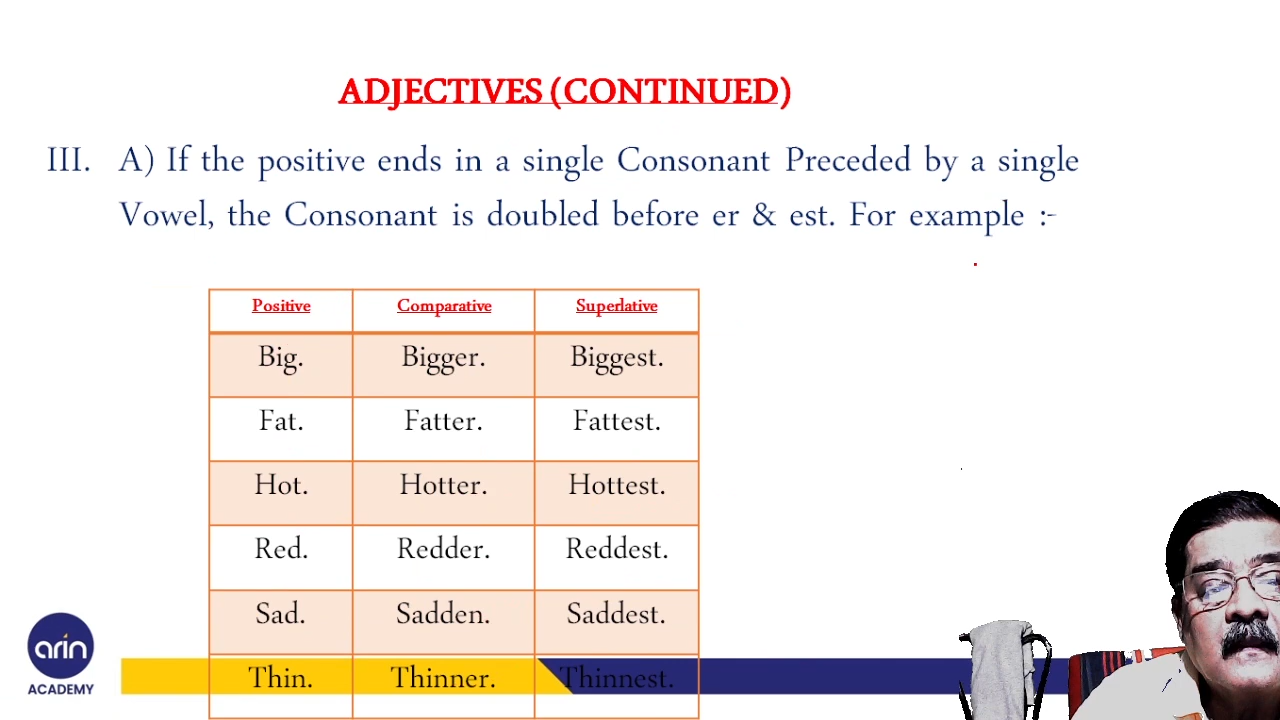 ADJECTIVES (CONTINUED)
III. A) If the positive ends in a single Consonant Preceded by a single
Vowel, the Consonant is doubled before er & est. For example :-
Positive Comparative Superlative
Big. Bigger. Biggest.
Fat. Fatter. Fattest.
Hot. Hotter. Hottest.
Red. Redder. Reddest.
Sad. Sadden. Saddest.
Thin. Thinner. Thinnest.
arin
ACADEMY